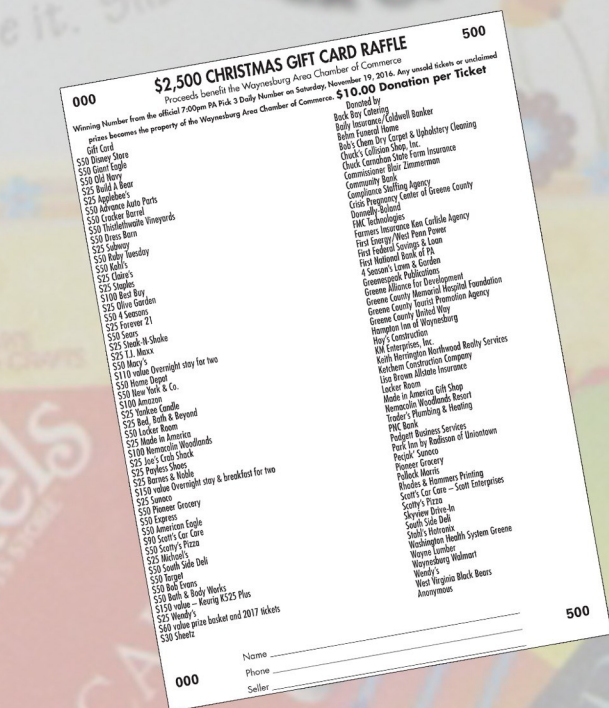 000
500
$2,500 CHRISTMAS GIFT CARD RAFFLE
Proceeds benefit the Waynesburg Area Chamber of Commerce
Winning Number from the official 7:00pm PA Pick 3 Daily Number on Saturday, November 19, 2016. Any unsold tickets or unclaimed
prizes becomes the property of the Waynesburg Area Chamber of Commerce. $10.00 Donation per Ticket
Gift Card
$50 Disney Store
$50 Giant Eagle
$50 Old Navy
$25 Build A Bear
$25 Applebee's
$50 Advance Auto Parts
$50 Cracker Barrel
$50 Thistlethwaite Vineyards
$50 Dress Barn
$25 Subway
$50 Ruby Tuesday
$50 Kohl's
$25 Claire's
$25 Staples
$100 Best Buy
$25 Olive Garden
$50 4 Seasons
$25 Forever 21
$50 Sears
$25 Steak-N-Shake
$25 T.J. Maxx
$50 Macy's
$110 value Overnight stay for two
$50 Home Depot
$50 New York & Co.
$100 Amazon
$25 Yankee Candle
$25 Bed, Bath & Beyond
$50 Locker Room
$25 Made in America
$100 Nemacolin Woodlands
$25 Joe's Crab Shack
$25 Payless Shoes
$25 Barnes & Noble
$150 value Overnight stay & breakfast for two
$25 Sunoco
$50 Pioneer Grocery
$50 Express
$50 American Eagle
$90 Scott's Car Care
$50 Scotty's Pizza
$25 Michael's
$50 South Side Deli
$50 Target
$50 Bob Evans
$50 Bath & Body Works
$150 value – Keurig K525 Plus
$25 Wendy's
$60 value prize basket and 2017 tickets
$30 Sheetz
Donated by
Back Bay Catering
Baily Insurance/Coldwell Banker
Behm Funeral Home
Bob's Chem Dry Carpet & Upholstery Cleaning
Chuck's Collision Shop, Inc.
Chuck Carnahan State Farm Insurance
Commissioner Blair Zimmerman
Community Bank
Compliance Staffing Agency
Crisis Pregnancy Center of Greene County
Donnelly-Boland
FMC Technologies
Farmers Insurance Ken Carlisle Agency
First Energy/West Penn Power
First Federal Savings & Loan
First National Bank of PA
4 Season's Lawn & Garden
Greenespeak Publications
Greene Alliance for Development
Greene County Memorial Hospital Foundation
Greene County Tourist Promotion Agency
Greene County United Way
Hampton Inn of Waynesburg
Hoy's Construction
KM Enterprises, Inc.
Keith Herrington Northwood Realty Services
Ketchem Construction Company
Lisa Brown Allstate Insurance
Locker Room
Made in America Gift Shop
Nemacolin Woodlands Resort
Trader's Plumbing & Heating
PNC Bank
Padgett Business Services
Park Inn by Radisson of Uniontown
Pecjak' Sunoco
Pioneer Grocery
Pollock Morris
Rhodes & Hammers Printing
Scott's Car Care – Scott Enterprises
Scotty's Pizza
Skyview Drive-In
South Side Deli
Stahl's Hotronix
Washington Health System Greene
Wayne Lumber
Waynesburg Walmart
Wendy's
West Virginia Black Bears
Anonymous
Name
Phone
Seller
000
500